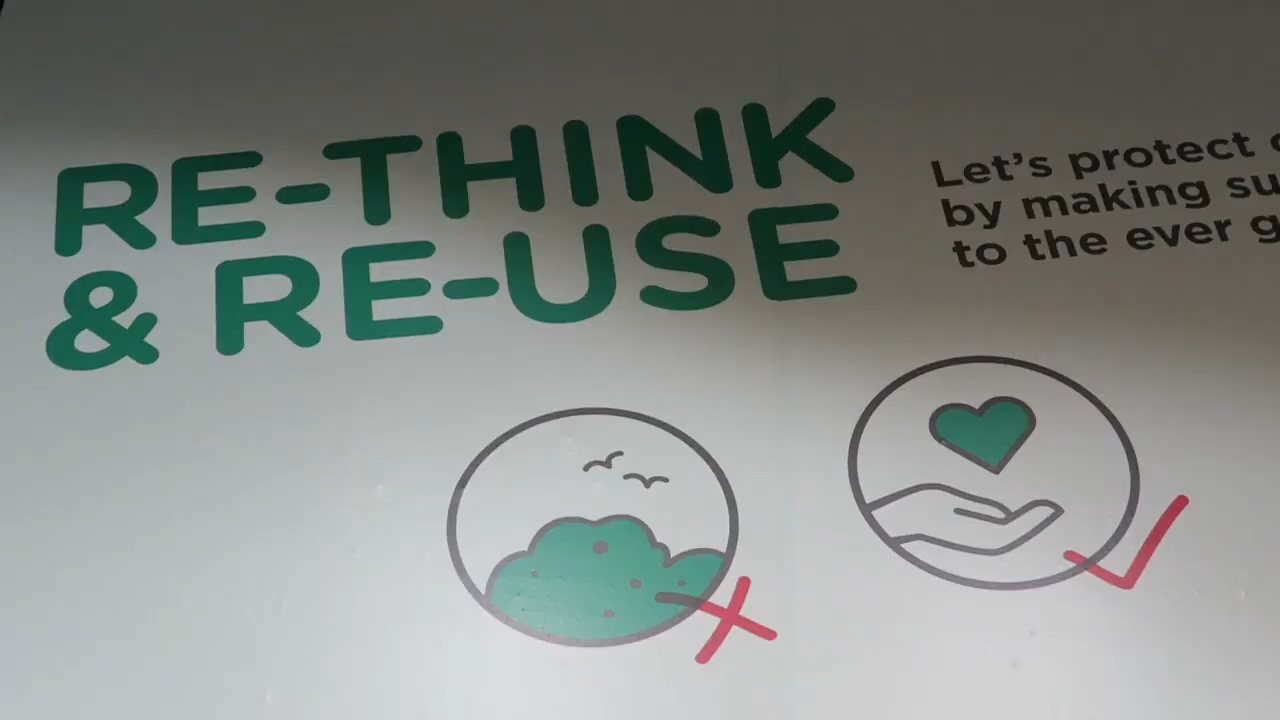 RE-THINK
& RE-USE
Let's protect
by making
to the ever